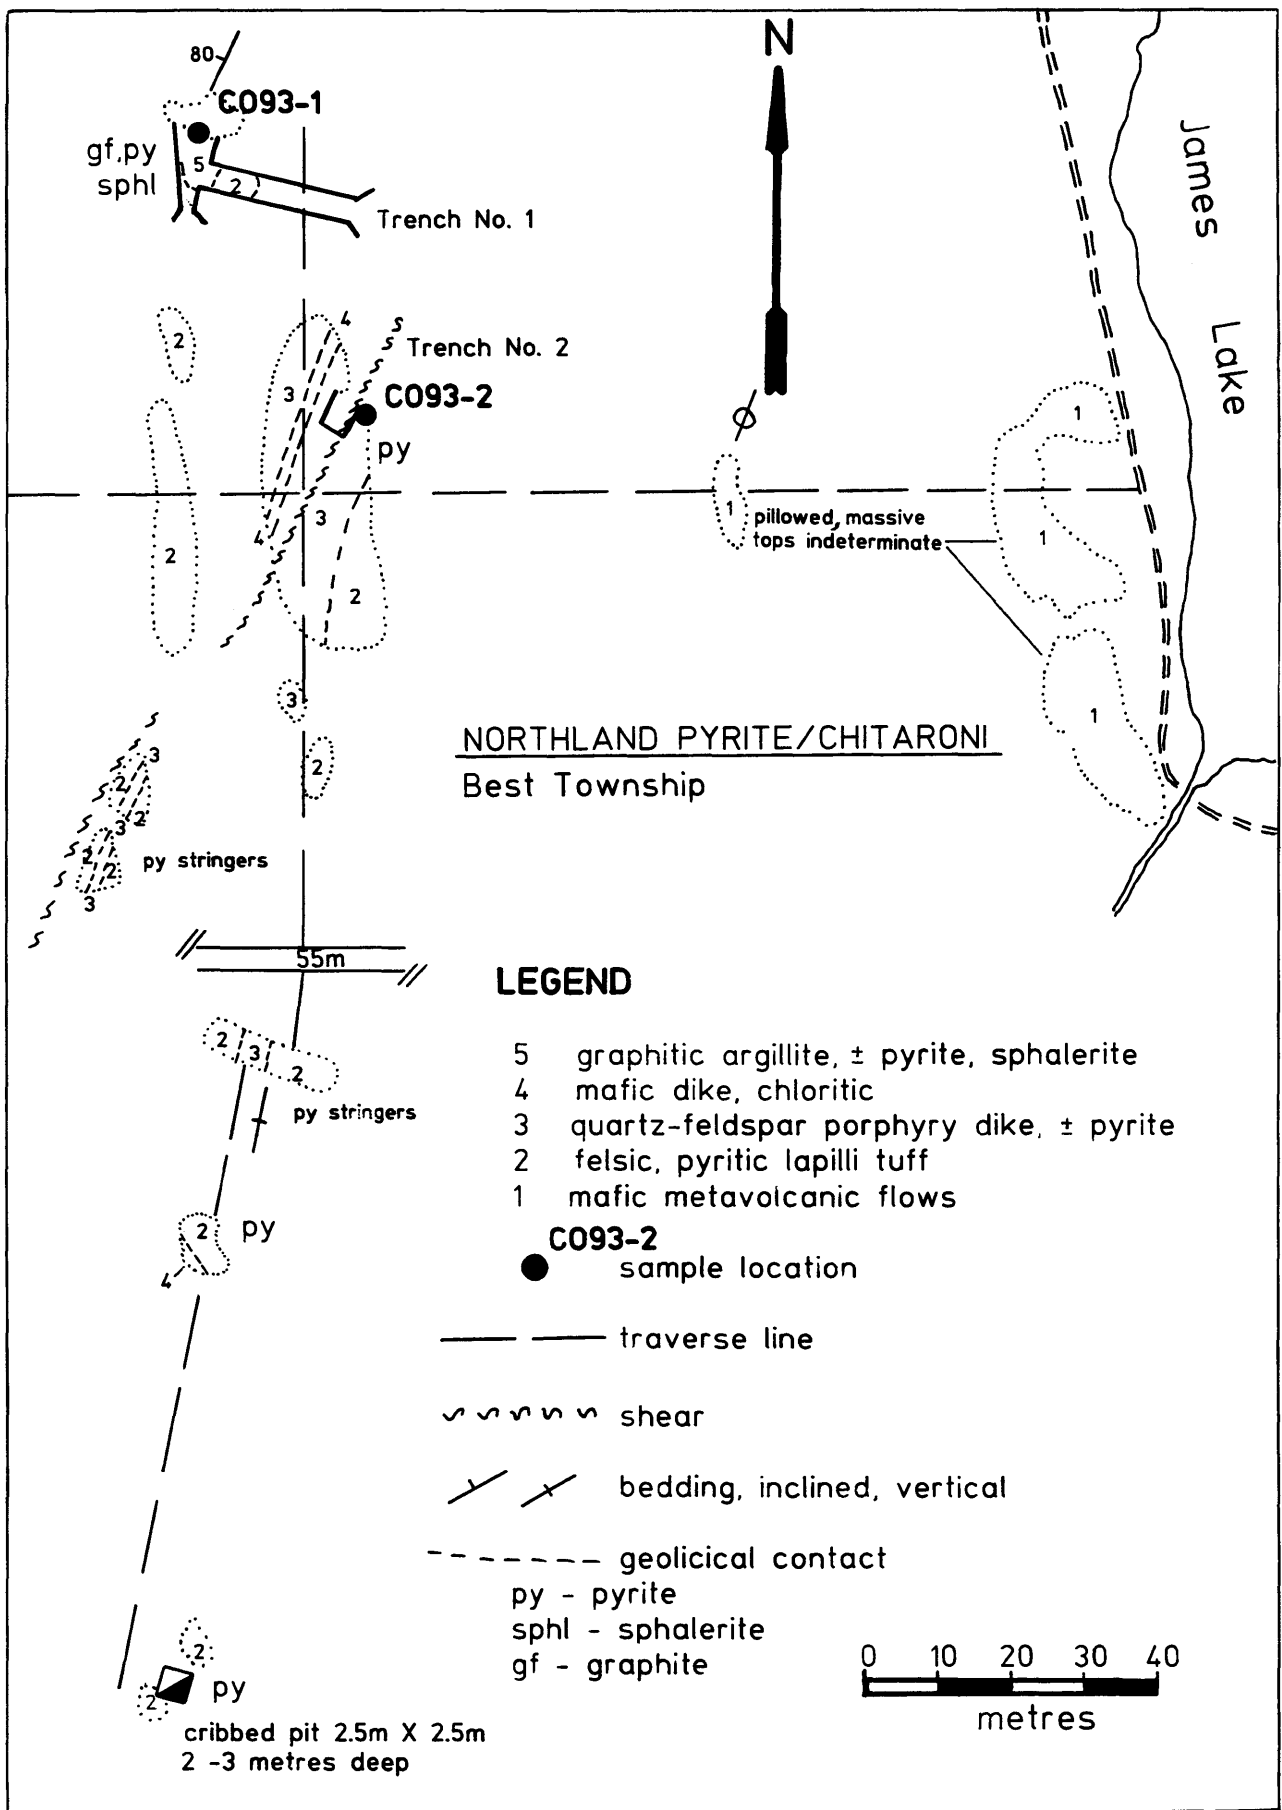 N
80
CO93-1
gf,py
sphl
5
2
Trench No. 1
James
Lake
2
4
3
Trench No. 2
CO93-2
py
1
1
pillowed, massive
tops indeterminate
4
3
2
2
1
3
1
2
NORTHLAND PYRITE/CHITARONI
Best Township
3
2
2
3
2
2
3
py stringers
55m
2
3
2
py stringers
2
py
4
2
2
py
cribbed pit 2.5m X 2.5m
2 -3 metres deep
LEGEND
5 graphitic argillite, ± pyrite, sphalerite
4 mafic dike, chloritic
3 quartz-feldspar porphyry dike, ± pyrite
2 felsic, pyritic lapilli tuff
1 mafic metavolcanic flows
CO93-2
sample location
traverse line
shear
bedding, inclined, vertical
geolicical contact
py - pyrite
sphl - sphalerite
gf - graphite
0 10 20 30 40
metres